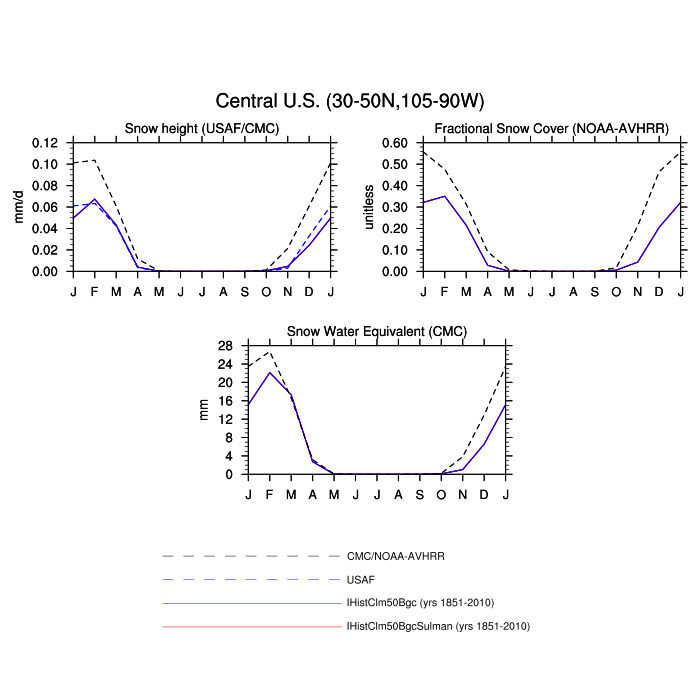 Central U.S. (30-50N,105-90W)
Snow height (USAF/CMC)
mm/d
0.12
0.10
0.08
0.06
0.04
0.02
0.00
J F M A M J J A S O N D J
Fractional Snow Cover (NOAA-AVHRR)
unitless
0.60
0.50
0.40
0.30
0.20
0.10
0.00
J F M A M J J A S O N D J
Snow Water Equivalent (CMC)
mm
28
24
20
16
12
8
4
0
J F M A M J J A S O N D J
CMC/NOAA-AVHRR
USAF
IHistClm50Bgc (yrs 1851-2010)
IHistClm50BgcSulman (yrs 1851-2010)